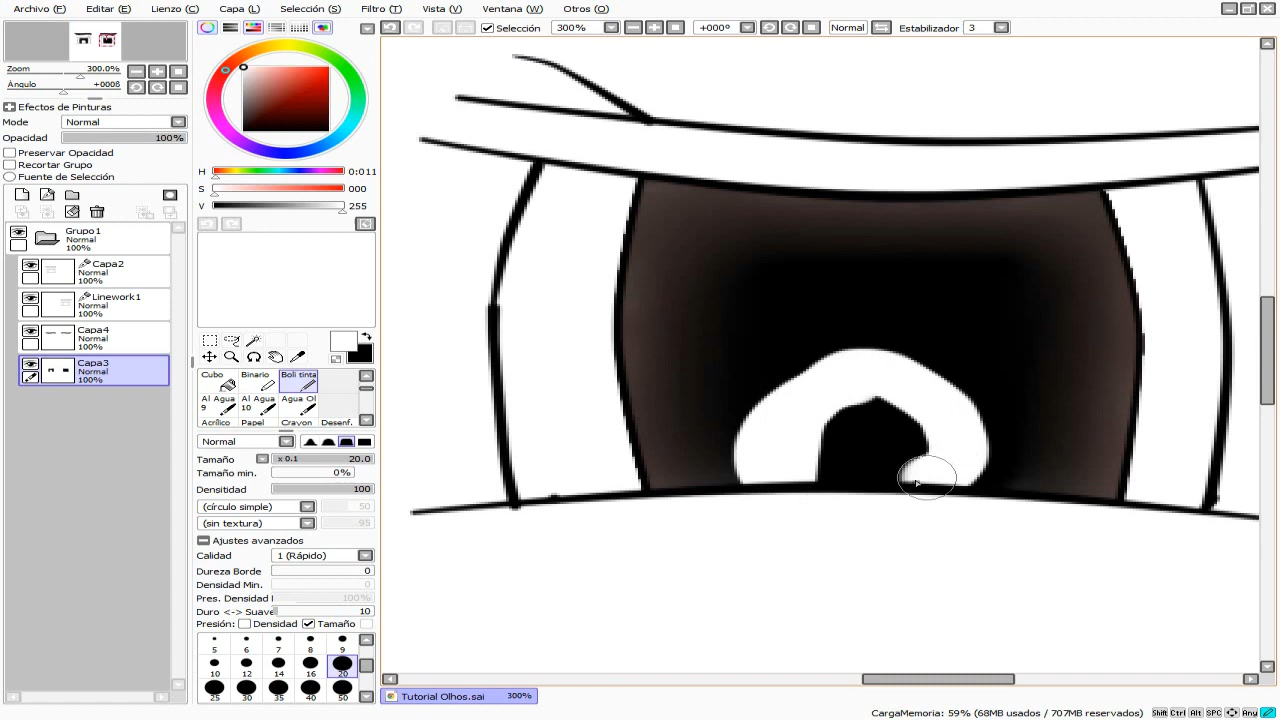 Archivo (F) Editar (E) Lienzo (C) Capa (L) Selección (S) Filtro (T) Vista (V) Ventana (W) Otros (O)
Selección 300% +000º Normal Estabilizador 3
Zoom 300.0%
Ángulo +000ß
Efectos de Pinturas
Mode Normal
Opacidad 100%
Preservar Opacidad
Recortar Grupo
Fuente de Selección
Grupo1
Normal
100%
Capa2
Normal
100%
Linework1
Normal
100%
Capa4
Normal
100%
Capa3
Normal
100%
H 0:011
S 000
V 255
Cubo Binario Boli tinta
Al Agua 9 Al Agua 10 Agua Ol
Acrílico Papel Crayon Desenf.
Normal
Tamaño x 0.1 20.0
Tamaño min. 0%
Densitidad 100
(círculo simple) 50
(sin textura) 95
Ajustes avanzados
Calidad 1 (Rápido)
Dureza Borde 0
Densidad Min. 0
Pres. Densidad I 100%
Duro <-> Suave 10
Presión: Densidad Tamaño
5 6 7 8 9
10 12 14 16 20
25 30 35 40 50
Tutorial Olhos.sai 300%
CargaMemoria: 59% (68MB usados / 707MB reservados) Shift Ctrl Alt SPC Any